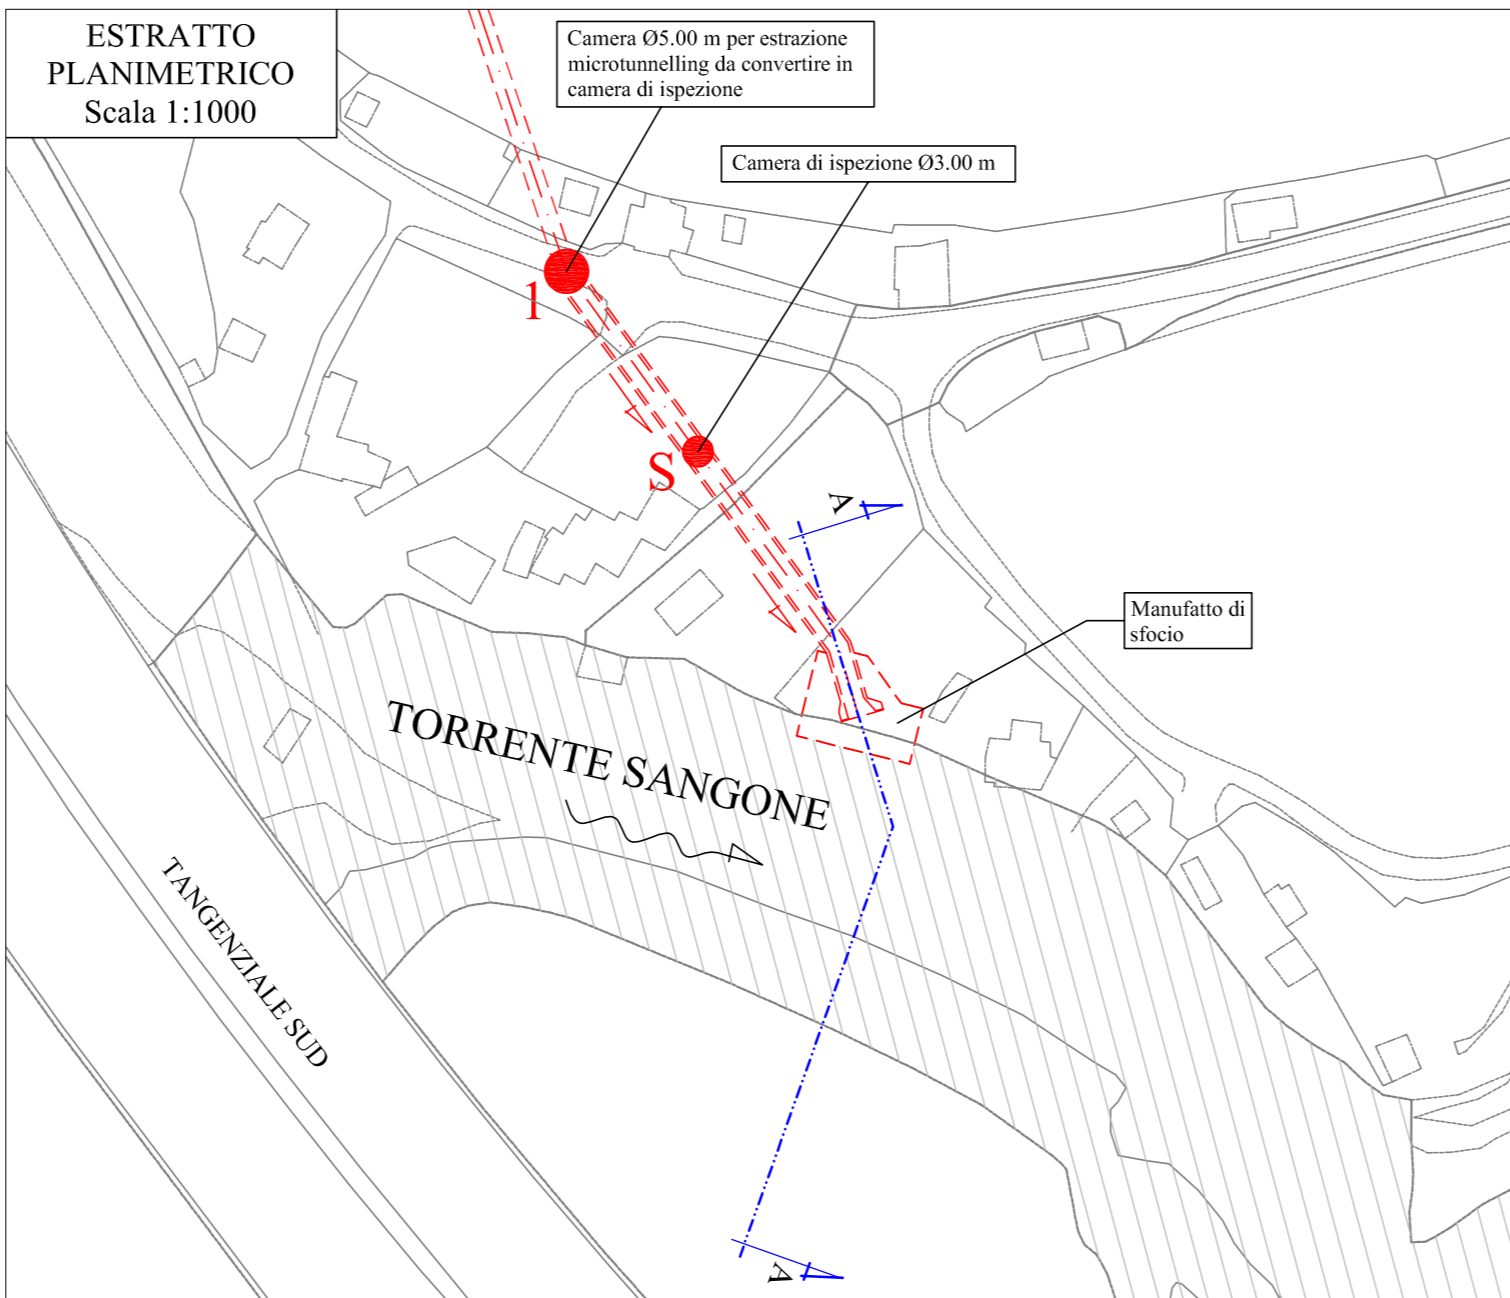 ESTRATTO
PLANIMETRICO
Scala 1:1000
Camera Ø5.00 m per estrazione
microtunnelling da convertire in
camera di ispezione
Camera di ispezione Ø3.00 m
1
S
A
Manufatto di
sfocio
TORRENTE SANGONE
TANGENZIALE SUD
A